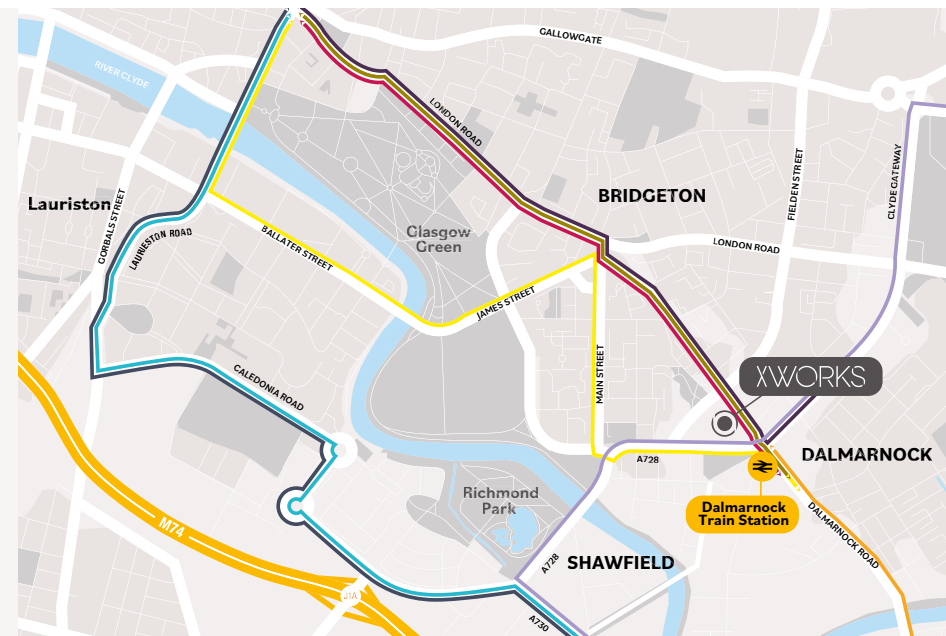 GALLOWGATE
RIVER CLYDE
LONDON ROAD
FIELDEN STREET
CLYDE GATEWAY
BRIDGETON
Lauriston
GORBALS STREET
LAURIESTON ROAD
BALLATER STREET
Glasgow
Green
LONDON ROAD
JAMES STREET
MAIN STREET
XWORKS
CALEDONIA ROAD
A728
DALMARNOCK
Richmond
Park
Dalmarnock
Train Station
M74
DALMARNOCK ROAD
A728
SHAWFIELD
J1A
A730